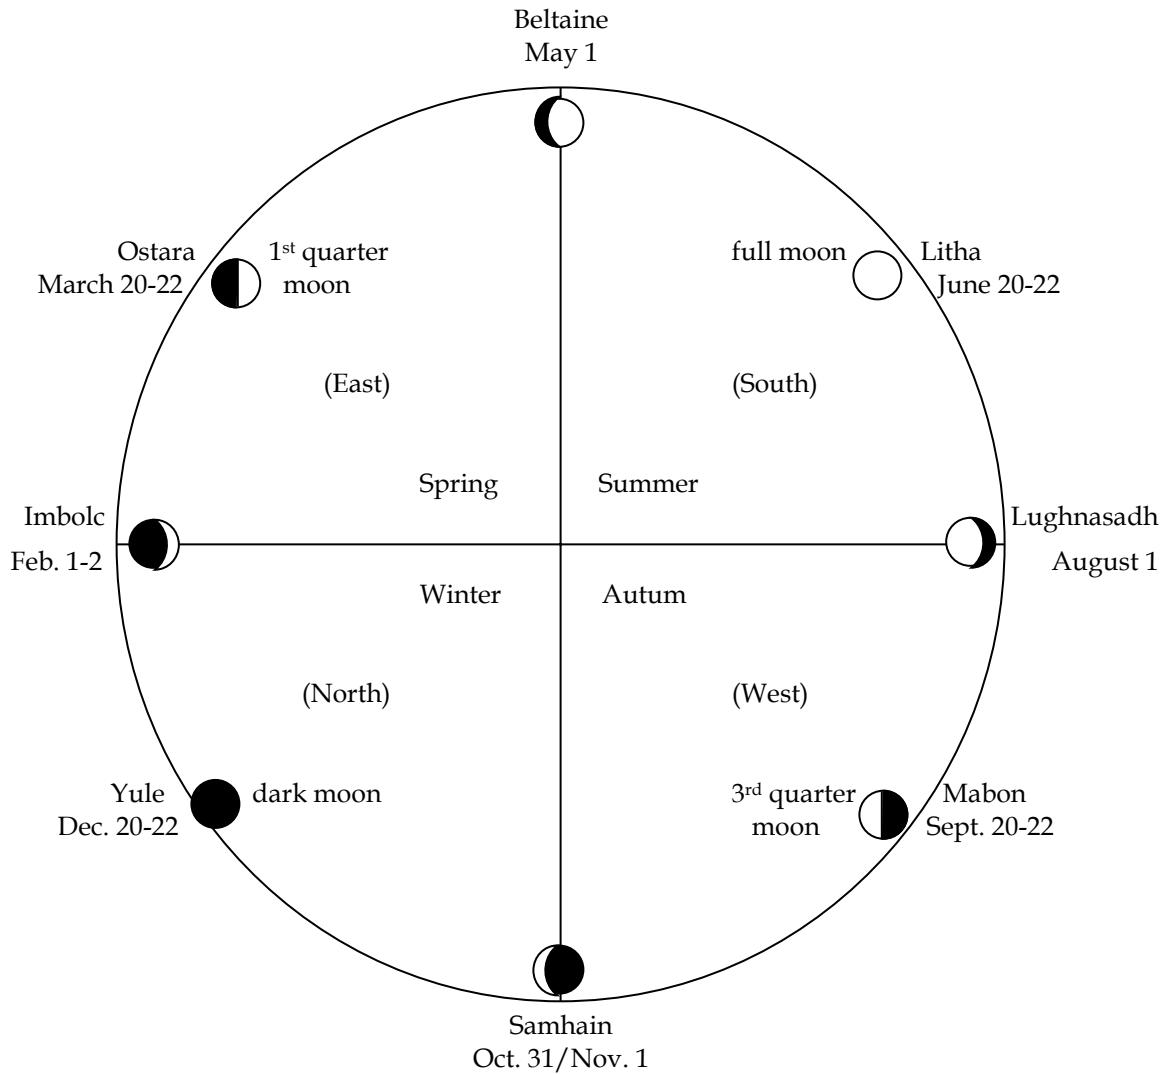 Beltaine
May 1
Ostara
March 20-22
1st quarter
moon
full moon
Litha
June 20-22
(East)
(South)
Spring
Summer
Imbolc
Feb. 1-2
Lughnasadh
August 1
Winter
Autum
(North)
(West)
Yule
Dec. 20-22
dark moon
3rd quarter
moon
Mabon
Sept. 20-22
Samhain
Oct. 31/Nov. 1